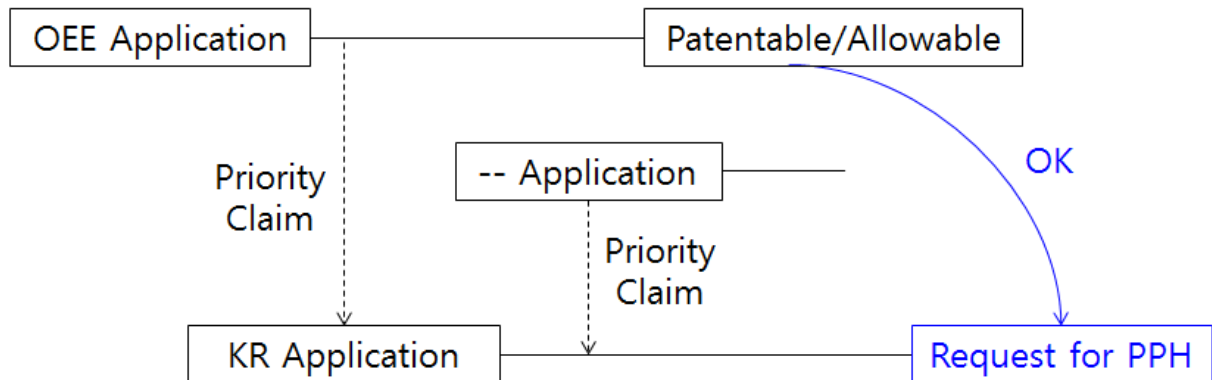 OEE Application
Patentable/Allowable
Priority
Claim
-- Application
OK
Priority
Claim
KR Application
Request for PPH